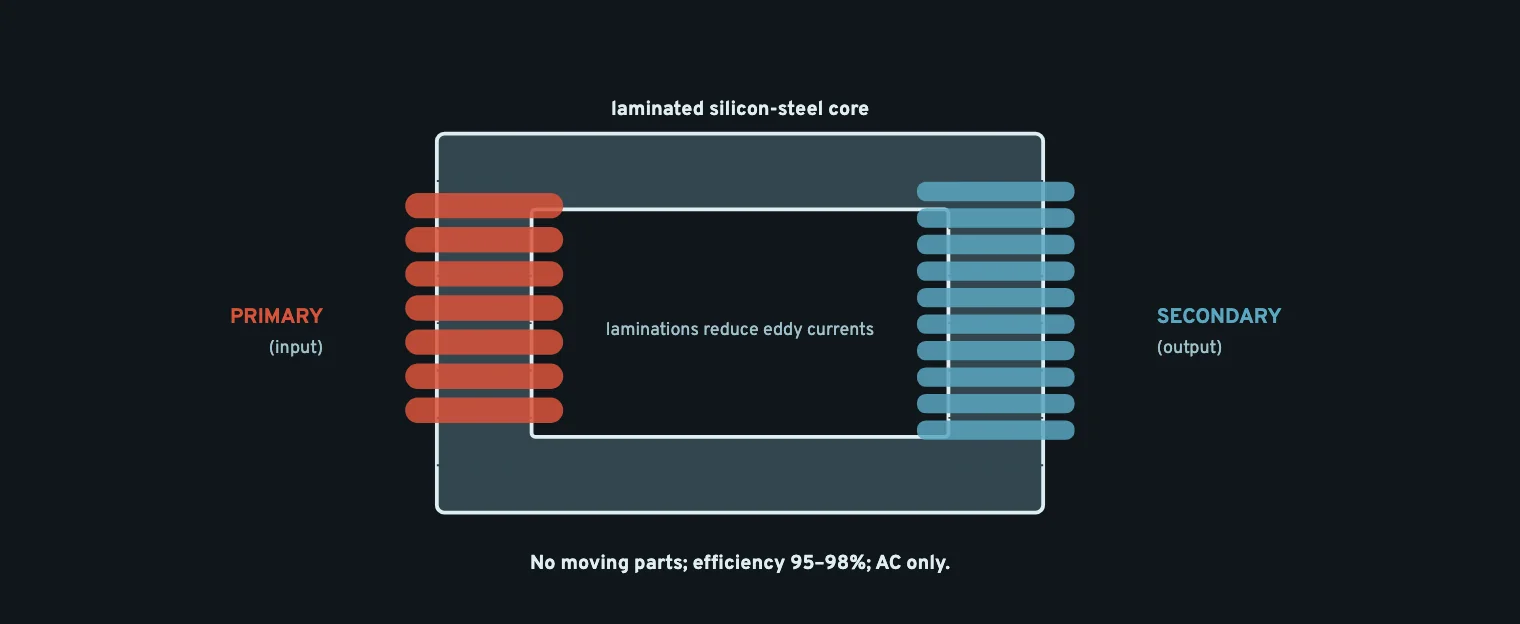 laminated silicon-steel core
PRIMARY
(input)
laminations reduce eddy currents
SECONDARY
(output)
No moving parts; efficiency 95–98%; AC only.